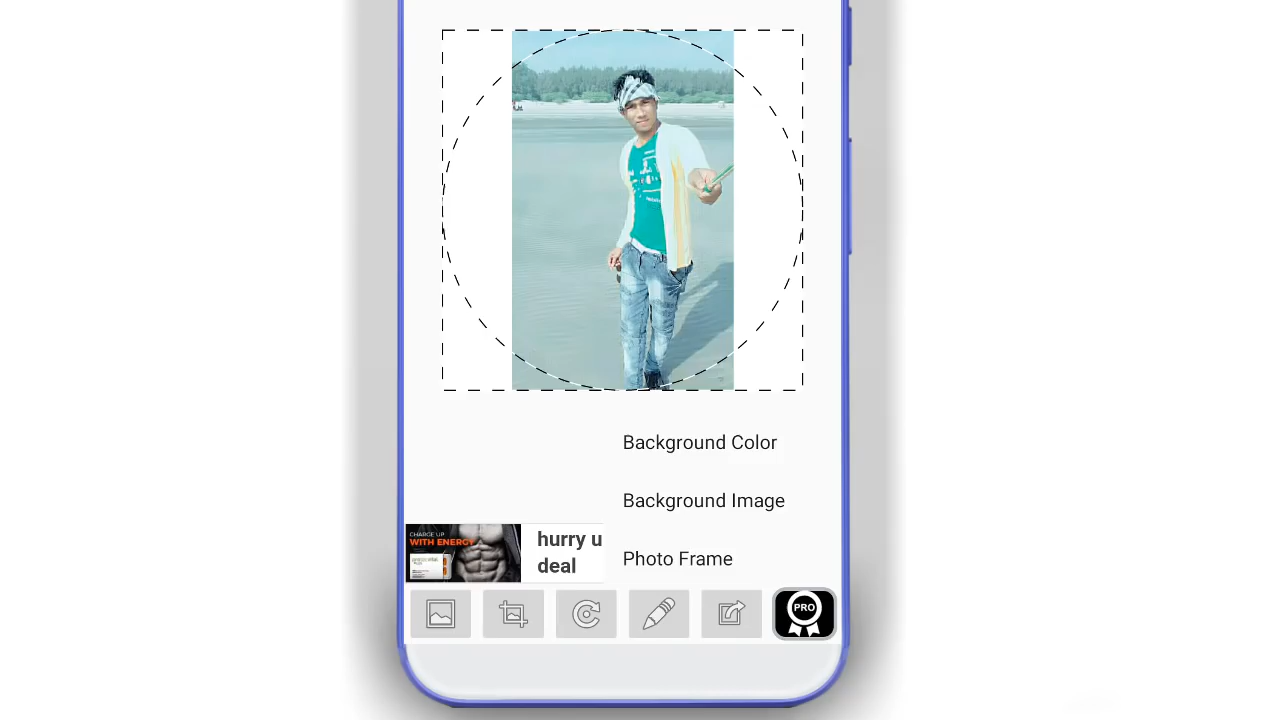 Background Color
Background Image
CHARGE UP
WITH ENERGY
hurry u
deal
Photo Frame
PRO